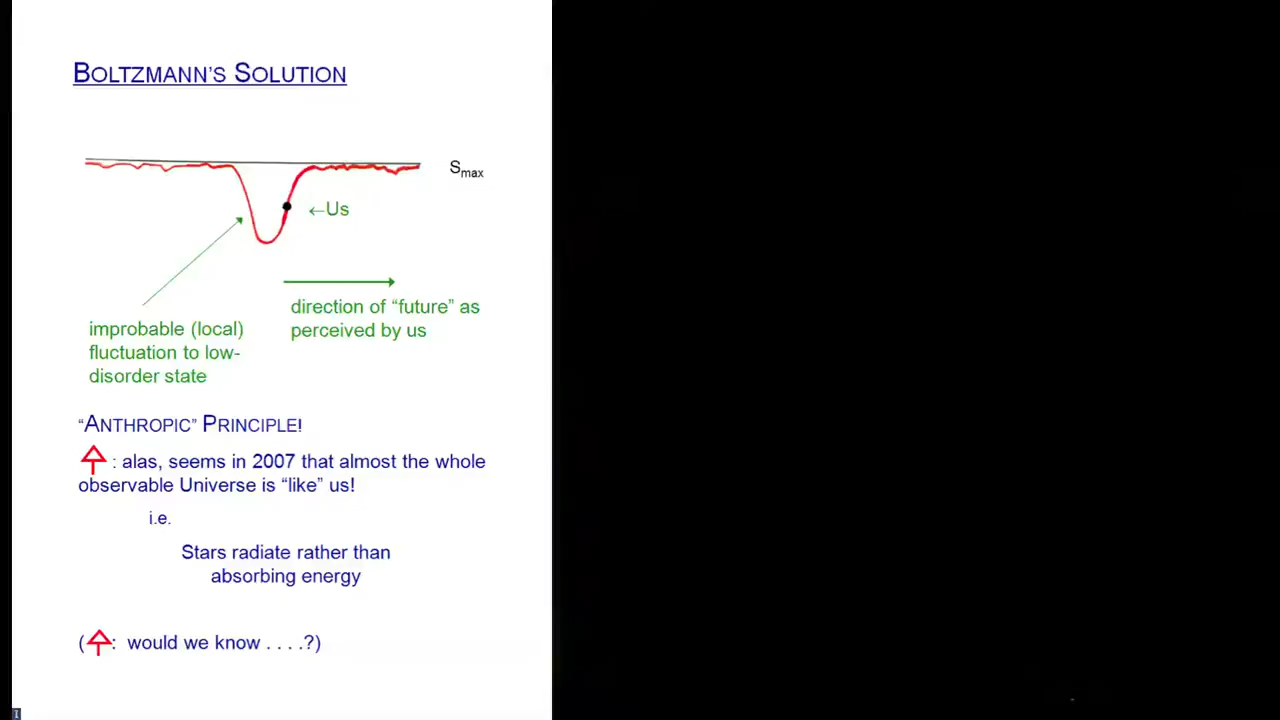 BOLTZMANN'S SOLUTION
Smax
←Us
direction of “future” as
perceived by us
improbable (local)
fluctuation to low-
disorder state
“ANTHROPIC” PRINCIPLE!
: alas, seems in 2007 that almost the whole
observable Universe is “like” us!
i.e.
Stars radiate rather than
absorbing energy
( : would we know . . . .?)